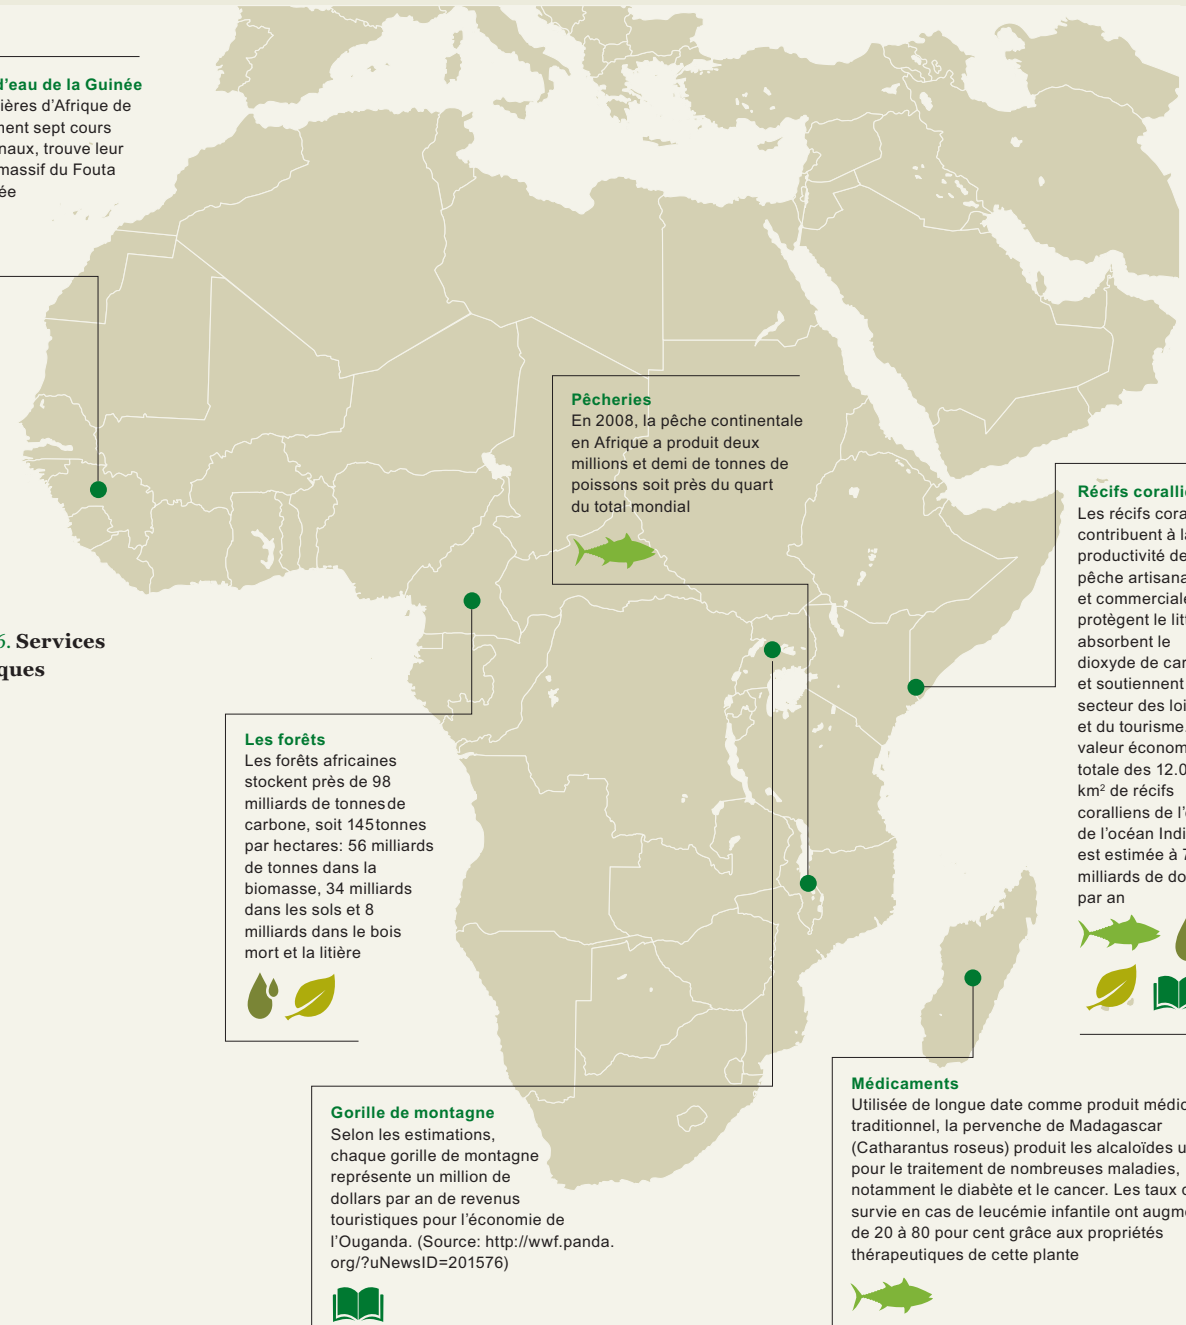 d'eau de la Guinée
ières d'Afrique de
ment sept cours
naux, trouve leur
massif du Fouta
ée
Pêcheries
En 2008, la pêche continentale
en Afrique a produit deux
millions et demi de tonnes de
poissons soit près du quart
du total mondial
Récifs corallie
Les récifs cora
contribuent à la
productivité de
pêche artisana
et commerciale
protègent le litt
absorbent le
dioxyde de car
et soutiennent
secteur des loi
et du tourisme.
valeur économ
totale des 12.0
km² de récifs
coralliens de l'
de l'océan Indi
est estimée à 7
milliards de do
par an
6. Services
ques
Les forêts
Les forêts africaines
stockent près de 98
milliards de tonnes de
carbone, soit 145 tonnes
par hectares: 56 milliards
de tonnes dans la
biomasse, 34 milliards
dans les sols et 8
milliards dans le bois
mort et la litière
Gorille de montagne
Selon les estimations,
chaque gorille de montagne
représente un million de
dollars par an de revenus
touristiques pour l'économie de
l'Ouganda. (Source: http://wwf.panda.
org/?uNewsID=201576)
Médicaments
Utilisée de longue date comme produit médic
traditionnel, la pervenche de Madagascar
(Catharantus roseus) produit les alcaloïdes u
pour le traitement de nombreuses maladies,
notamment le diabète et le cancer. Les taux
survie en cas de leucémie infantile ont augm
de 20 à 80 pour cent grâce aux propriétés
thérapeutiques de cette plante